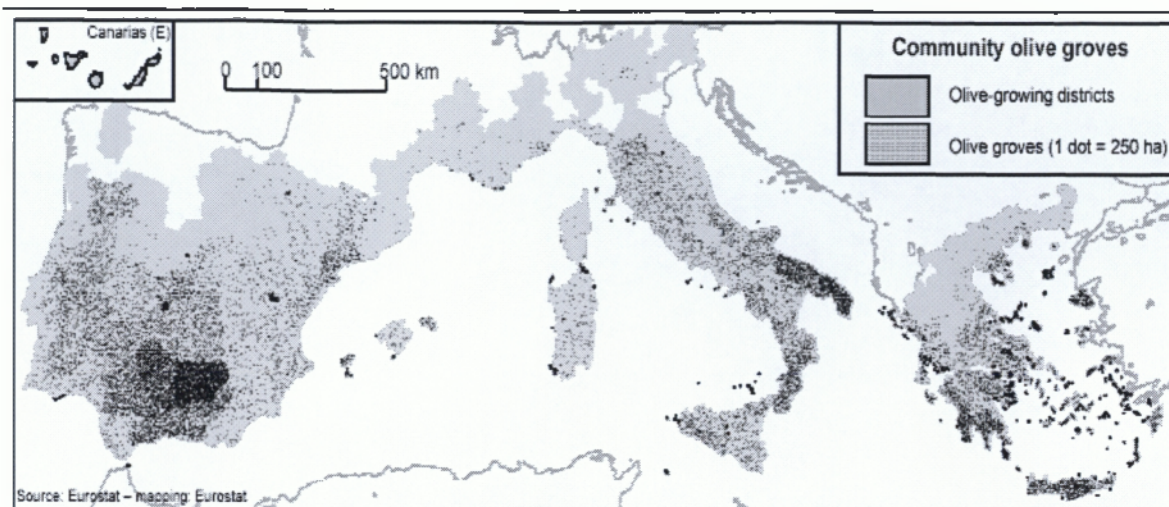 Canarias (E)
0 100 500 km
Community olive groves
Olive-growing districts
Olive groves (1 dot = 250 ha)
Source: Eurostat – mapping: Eurostat